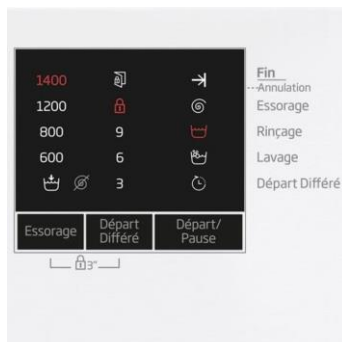 1400
Fin
Annulation
1200
Essorage
800
9
Rinçage
600
6
Lavage
3
Départ Différé
Essorage
Départ
Différé
Départ/
Pause
3"